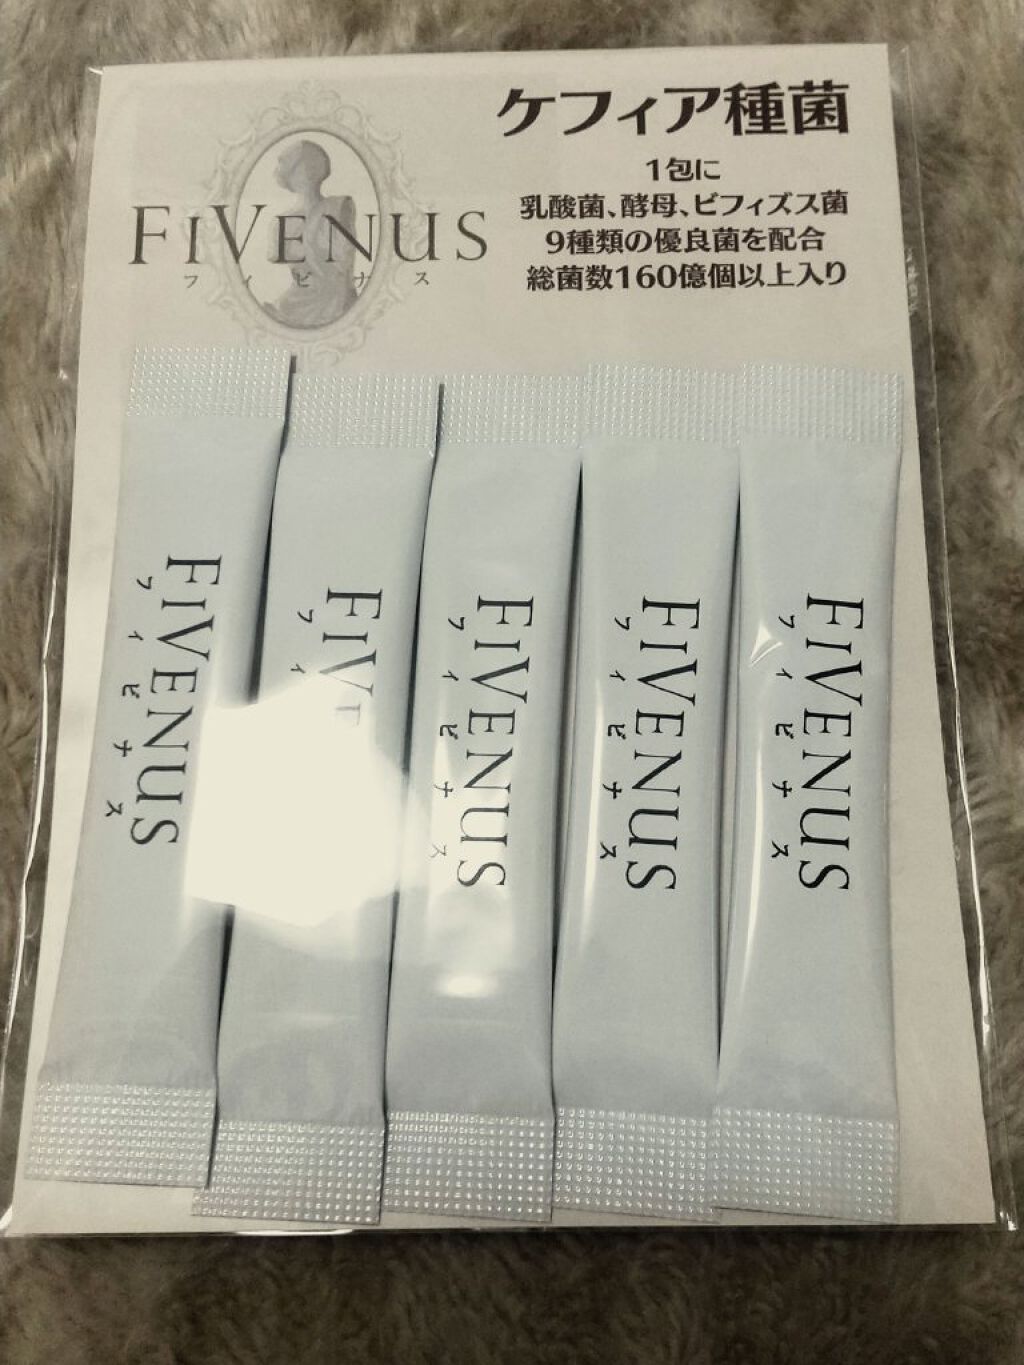 ケフィア種菌
1包に
乳酸菌、酵母、ビフィズス菌
9種類の優良菌を配合
総菌数160億個以上入り
FIVENUS
フィビナス
FIVENUS
フィビナス
FIVE
フィ
FIVENUS
フィビナス
FIVENUS
フィビナス
FIVENUS
フィビナス